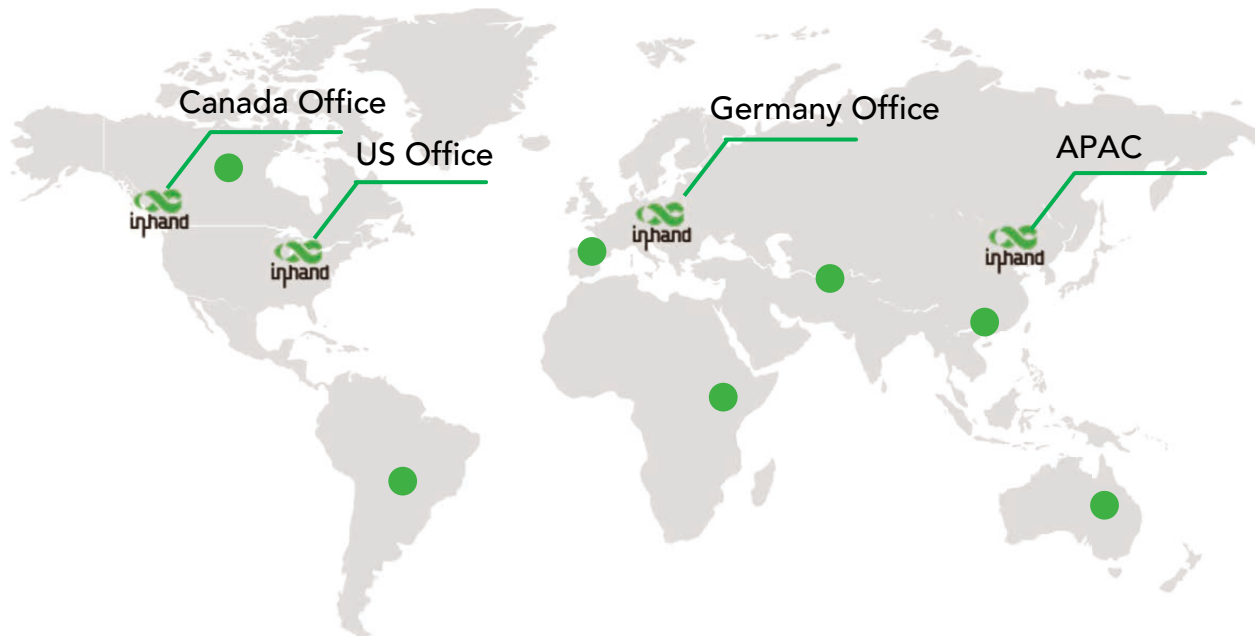 Canada Office
US Office
Germany Office
APAC
inhand
inhand
inhand
inhand